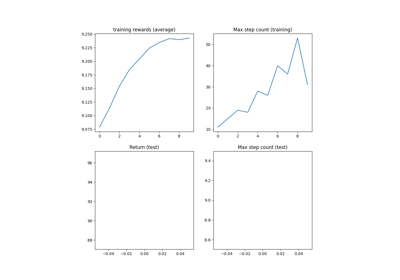 training rewards (average)
Max step count (training)
9.250
9.225
9.200
9.175
9.150
9.125
9.100
9.075
0 2 4 6 8
50
40
30
20
10
0 2 4 6 8
Return (test)
Max step count (test)
96
94
92
90
88
−0.04 −0.02 0.00 0.02 0.04
9.4
9.2
9.0
8.8
8.6
−0.04 −0.02 0.00 0.02 0.04